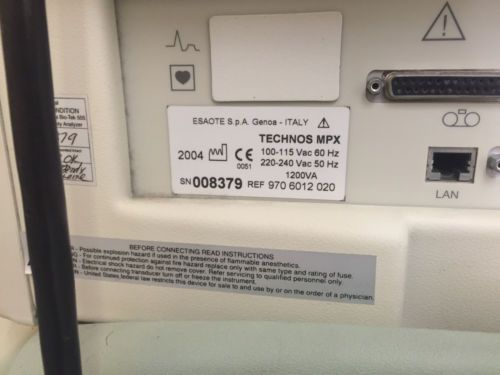 CONDITION
Bio-Tek 505
Analyzer
OK
ESAOTE S.p.A. Genoa - ITALY
TECHNOS MPX
2004 CE 0051 100-115 Vac 60 Hz
220-240 Vac 50 Hz
1200VA
SN 008379 REF 970 6012 020
LAN
BEFORE CONNECTING READ INSTRUCTIONS
- Possible explosion hazard if used in the presence of flammable anesthetics.
- For continued protection against fire hazard replace only with same type and rating of fuse.
- Electrical shock hazard do not remove cover. Refer servicing to qualified personnel only.
- Before connecting transducer turn off or freeze the instrument.
- United States, federal law restricts this device for sale to and use by or on the order of a physician.